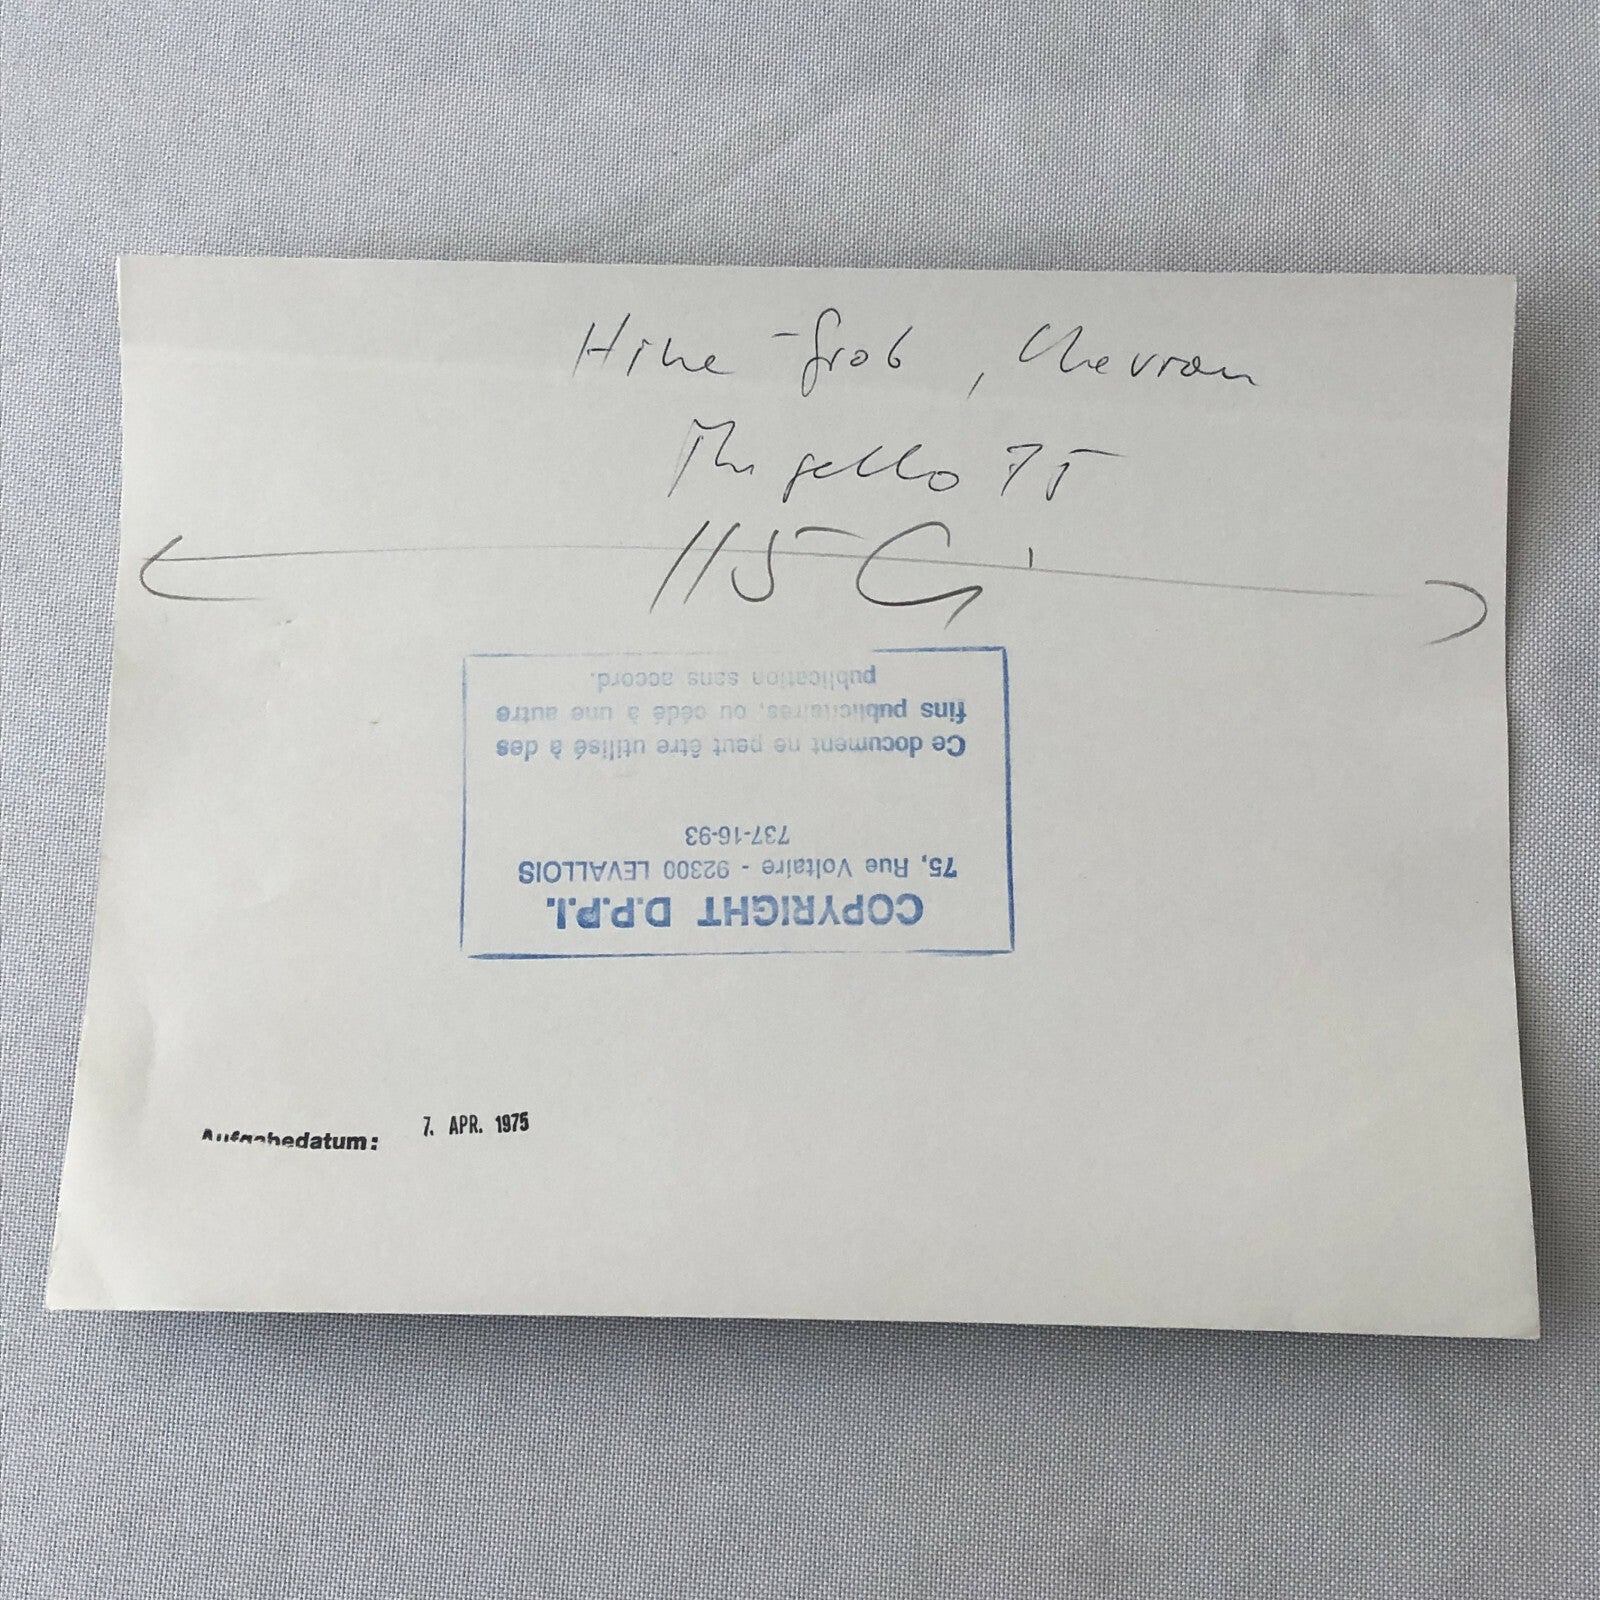 Hine - Grob, Chevron
Mugello 75
115
COPYRIGHT D.P.P.I.
75, Rue Voltaire - 92300 LEVALLOIS
737-16-93
Ce document ne peut être utilisé à des
fins publicitaires, ou cédé à une autre
publication sans accord.
Aufgabedatum: 7. APR. 1975